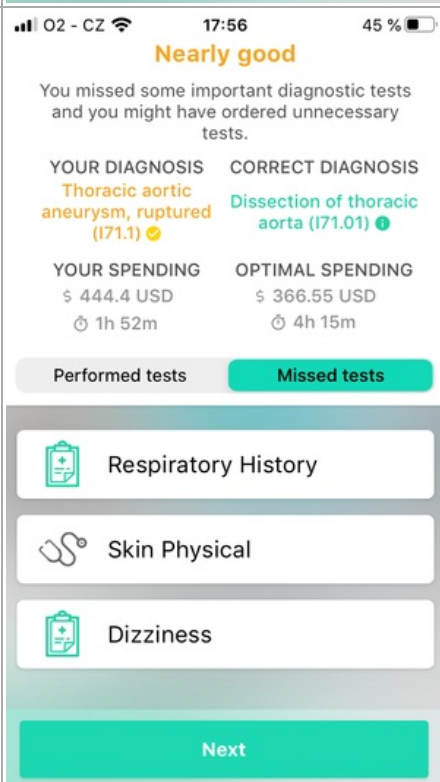 O2 - CZ 17:56 45 %
Nearly good
You missed some important diagnostic tests
and you might have ordered unnecessary
tests.
YOUR DIAGNOSIS
Thoracic aortic
aneurysm, ruptured
(I71.1)
CORRECT DIAGNOSIS
Dissection of thoracic
aorta (I71.01)
YOUR SPENDING
$ 444.4 USD
1h 52m
OPTIMAL SPENDING
$ 366.55 USD
4h 15m
Performed tests
Missed tests
Respiratory History
Skin Physical
Dizziness
Next